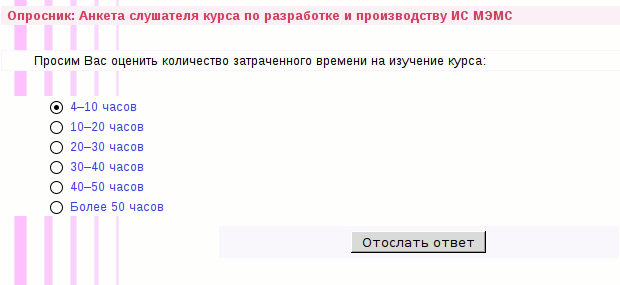 Опросник: Анкета слушателя курса по разработке и производству ИС МЭМС
Просим Вас оценить количество затраченного времени на изучение курса:
4–10 часов
10–20 часов
20–30 часов
30–40 часов
40–50 часов
Более 50 часов
Отослать ответ